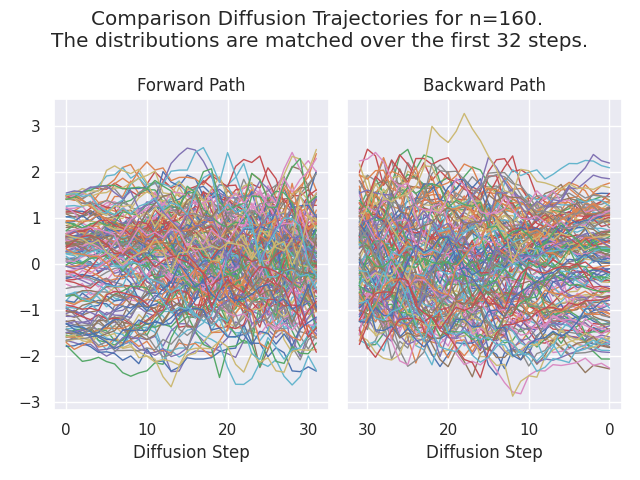 Comparison Diffusion Trajectories for n=160.
The distributions are matched over the first 32 steps.
Forward Path
Backward Path
3
2
1
0
−1
−2
−3
0 10 20 30
30 20 10 0
Diffusion Step
Diffusion Step